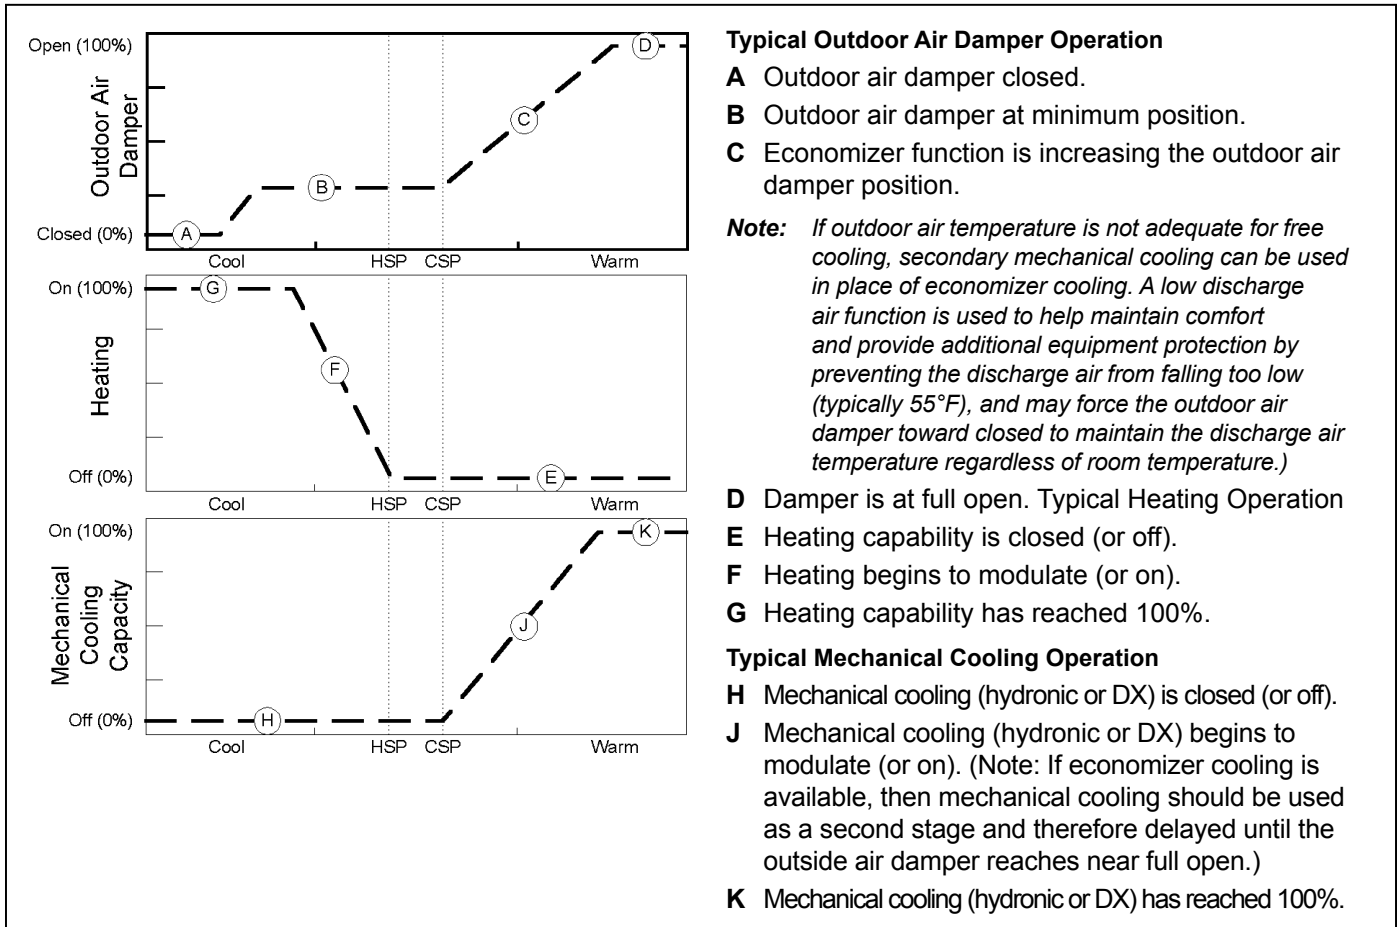 Open (100%)
Outdoor Air
Damper
Closed (0%)
A
B
C
D
Cool
HSP
CSP
Warm
On (100%)
Heating
Off (0%)
G
F
E
Cool
HSP
CSP
Warm
On (100%)
Mechanical
Cooling
Capacity
Off (0%)
H
J
K
Cool
HSP
CSP
Warm
Typical Outdoor Air Damper Operation
A Outdoor air damper closed.
B Outdoor air damper at minimum position.
C Economizer function is increasing the outdoor air
damper position.
Note: If outdoor air temperature is not adequate for free
cooling, secondary mechanical cooling can be used
in place of economizer cooling. A low discharge
air function is used to help maintain comfort
and provide additional equipment protection by
preventing the discharge air from falling too low
(typically 55°F), and may force the outdoor air
damper toward closed to maintain the discharge air
temperature regardless of room temperature.)
D Damper is at full open. Typical Heating Operation
E Heating capability is closed (or off).
F Heating begins to modulate (or on).
G Heating capability has reached 100%.
Typical Mechanical Cooling Operation
H Mechanical cooling (hydronic or DX) is closed (or off).
J Mechanical cooling (hydronic or DX) begins to
modulate (or on). (Note: If economizer cooling is
available, then mechanical cooling should be used
as a second stage and therefore delayed until the
outside air damper reaches near full open.)
K Mechanical cooling (hydronic or DX) has reached 100%.